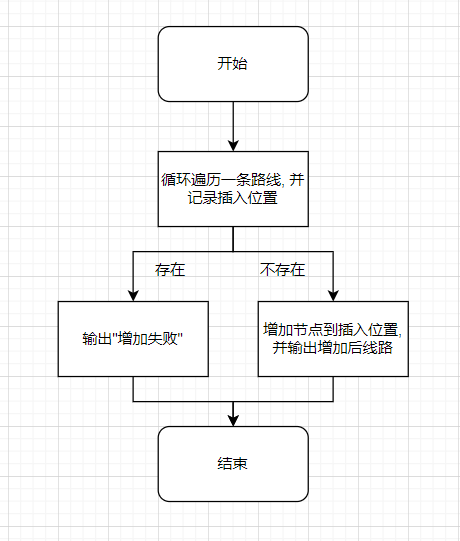 开始
循环遍历一条路线, 并
记录插入位置
存在
不存在
输出"增加失败"
增加节点到插入位置,
并输出增加后线路
结束